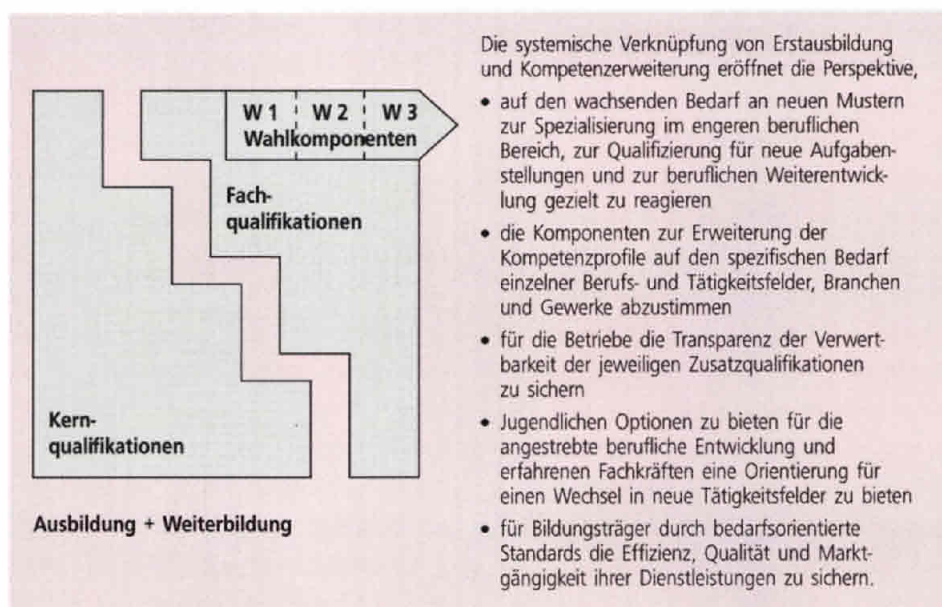 W 1 W 2 W 3
Wahlkomponenten
Fach-
qualifikationen
Kern-
qualifikationen
Ausbildung + Weiterbildung
Die systemische Verknüpfung von Erstausbildung
und Kompetenzerweiterung eröffnet die Perspektive,
• auf den wachsenden Bedarf an neuen Mustern
zur Spezialisierung im engeren beruflichen
Bereich, zur Qualifizierung für neue Aufgaben-
stellungen und zur beruflichen Weiterentwick-
lung gezielt zu reagieren
• die Komponenten zur Erweiterung der
Kompetenzprofile auf den spezifischen Bedarf
einzelner Berufs- und Tätigkeitsfelder, Branchen
und Gewerke abzustimmen
• für die Betriebe die Transparenz der Verwert-
barkeit der jeweiligen Zusatzqualifikationen
zu sichern
• Jugendlichen Optionen zu bieten für die
angestrebte berufliche Entwicklung und
erfahrenen Fachkräften eine Orientierung für
einen Wechsel in neue Tätigkeitsfelder zu bieten
• für Bildungsträger durch bedarfsorientierte
Standards die Effizienz, Qualität und Markt-
gängigkeit ihrer Dienstleistungen zu sichern.